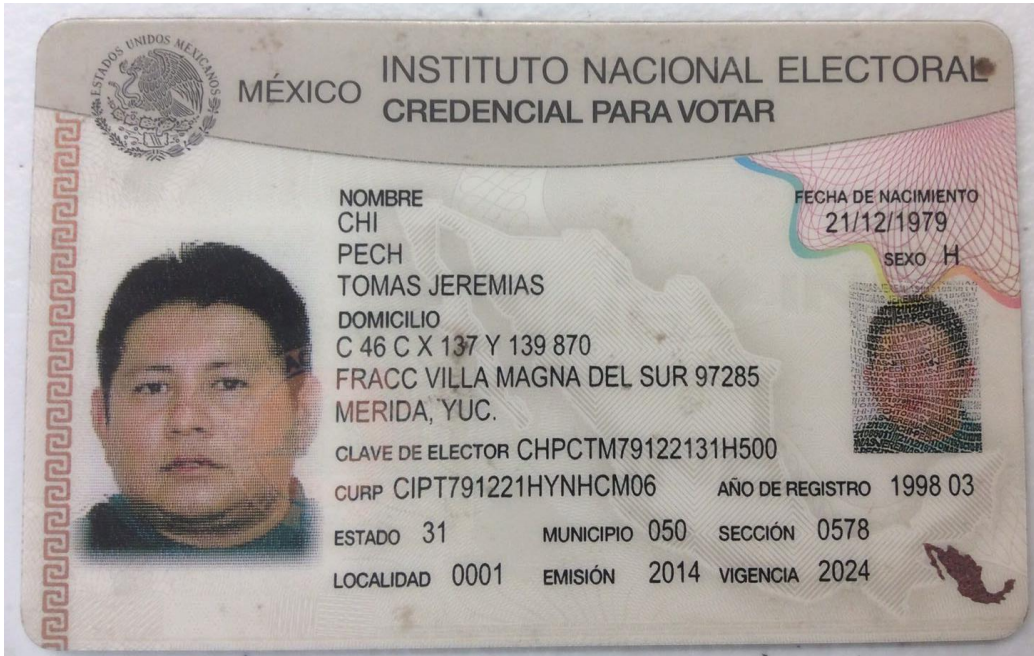 ESTADOS UNIDOS MEXICANOS
MÉXICO
INSTITUTO NACIONAL ELECTORAL
CREDENCIAL PARA VOTAR
NOMBRE
CHI
PECH
TOMAS JEREMIAS
FECHA DE NACIMIENTO
21/12/1979
SEXO H
DOMICILIO
C 46 C X 137 Y 139 870
FRACC VILLA MAGNA DEL SUR 97285
MERIDA, YUC.
CLAVE DE ELECTOR CHPCTM79122131H500
CURP CIPT791221HYNHCM06 AÑO DE REGISTRO 1998 03
ESTADO 31 MUNICIPIO 050 SECCIÓN 0578
LOCALIDAD 0001 EMISIÓN 2014 VIGENCIA 2024